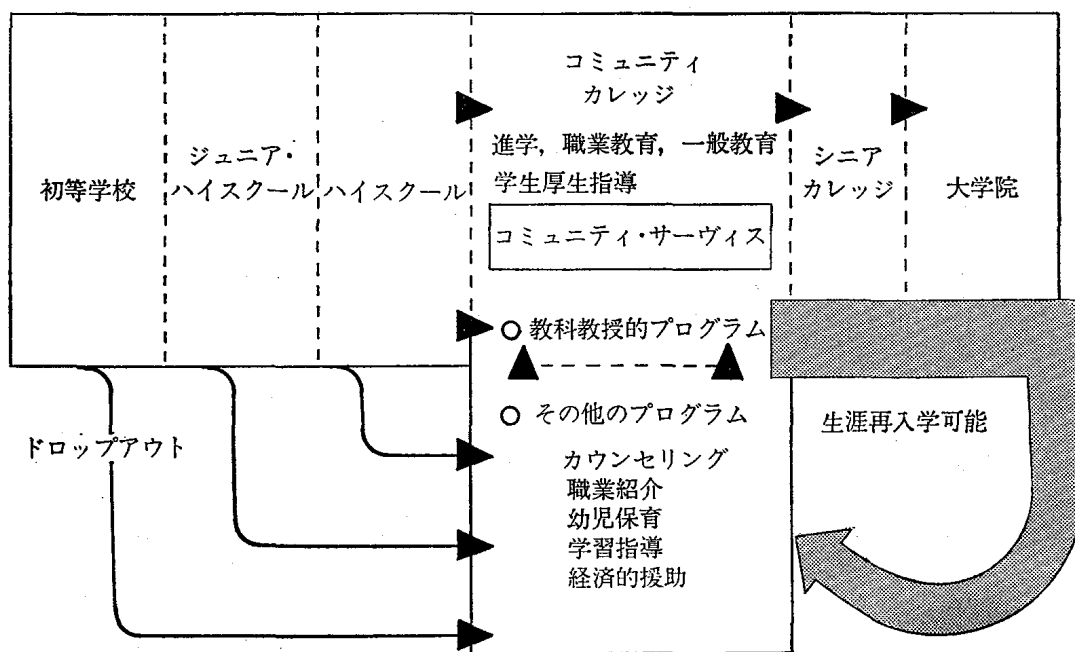 初等学校
ジュニア・
ハイスクール
ハイスクール
コミュニティ
カレッジ
進学，職業教育，一般教育
学生厚生指導
コミュニティ・サーヴィス
シニア
カレッジ
大学院
教科教授的プログラム
その他のプログラム
カウンセリング
職業紹介
幼児保育
学習指導
経済的援助
ドロップアウト
生涯再入学可能